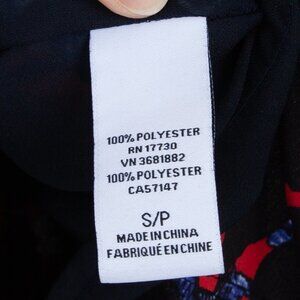 100% POLYESTER
RN 17730
VN 3681882
100% POLYESTER
CA57147
S/P
MADE IN CHINA
FABRIQUÉ EN CHINE